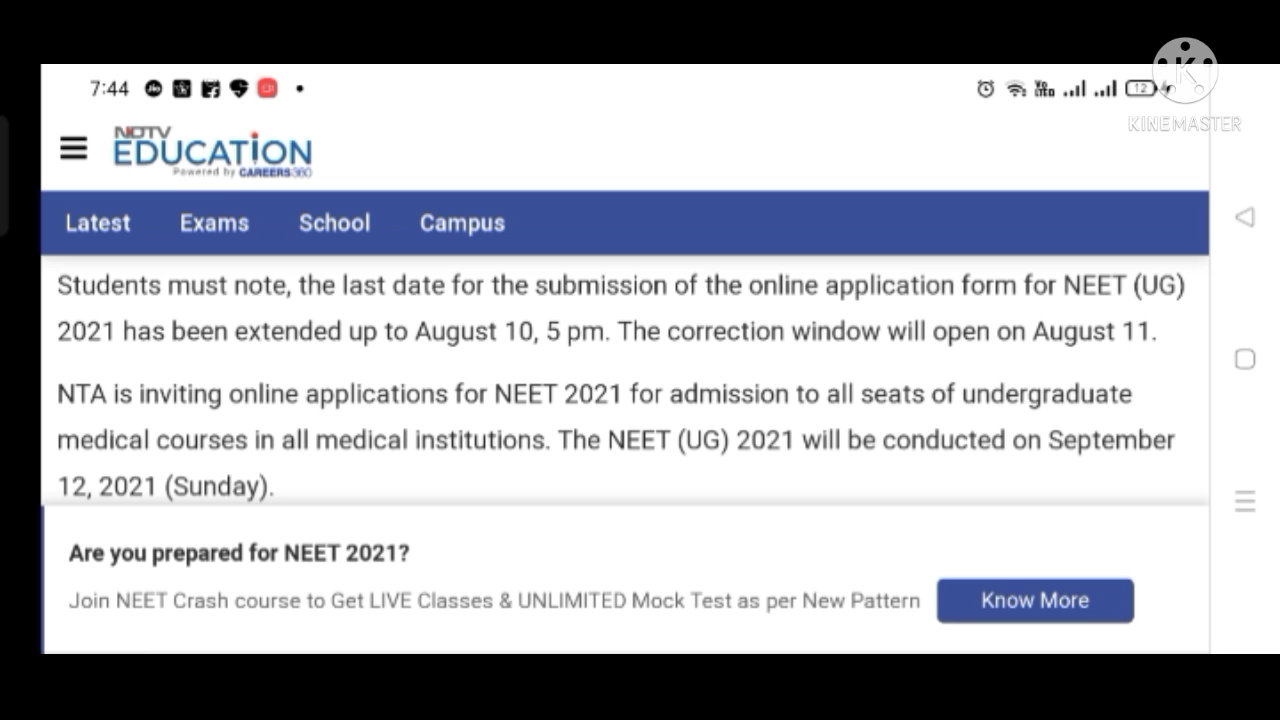 7:44
12
KINEMASTER
NDTV
EDUCATION
Powered by CAREERS360
Latest Exams School Campus
Students must note, the last date for the submission of the online application form for NEET (UG)
2021 has been extended up to August 10, 5 pm. The correction window will open on August 11.
NTA is inviting online applications for NEET 2021 for admission to all seats of undergraduate
medical courses in all medical institutions. The NEET (UG) 2021 will be conducted on September
12, 2021 (Sunday).
Are you prepared for NEET 2021?
Join NEET Crash course to Get LIVE Classes & UNLIMITED Mock Test as per New Pattern
Know More